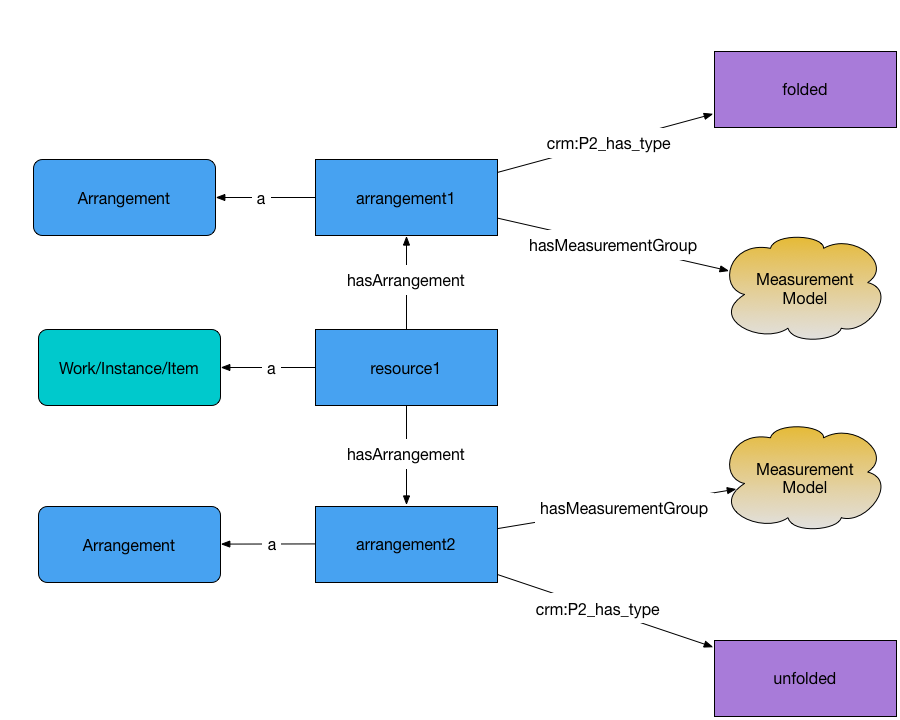 folded
crm:P2_has_type
Arrangement
a
arrangement1
hasMeasurementGroup
Measurement
Model
hasArrangement
Work/Instance/Item
a
resource1
hasArrangement
Measurement
Model
hasMeasurementGroup
Arrangement
a
arrangement2
crm:P2_has_type
unfolded